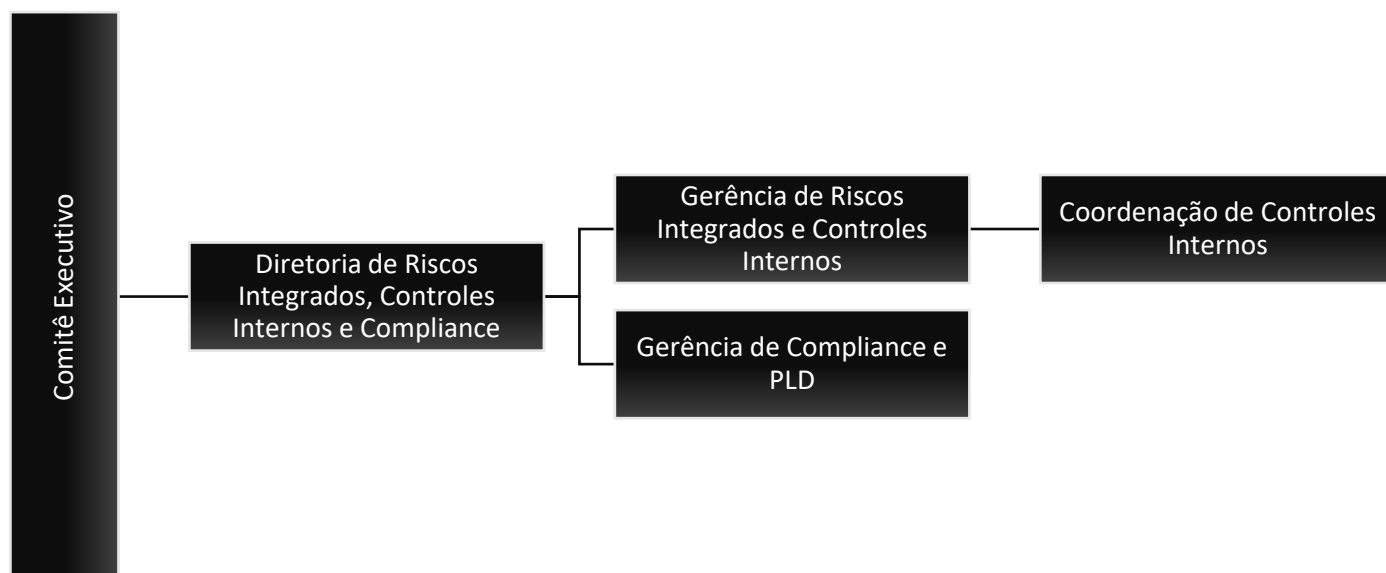 Comitê Executivo
Diretoria de Riscos
Integrados, Controles
Internos e Compliance
Gerência de Riscos
Integrados e Controles
Internos
Gerência de Compliance e
PLD
Coordenação de Controles
Internos